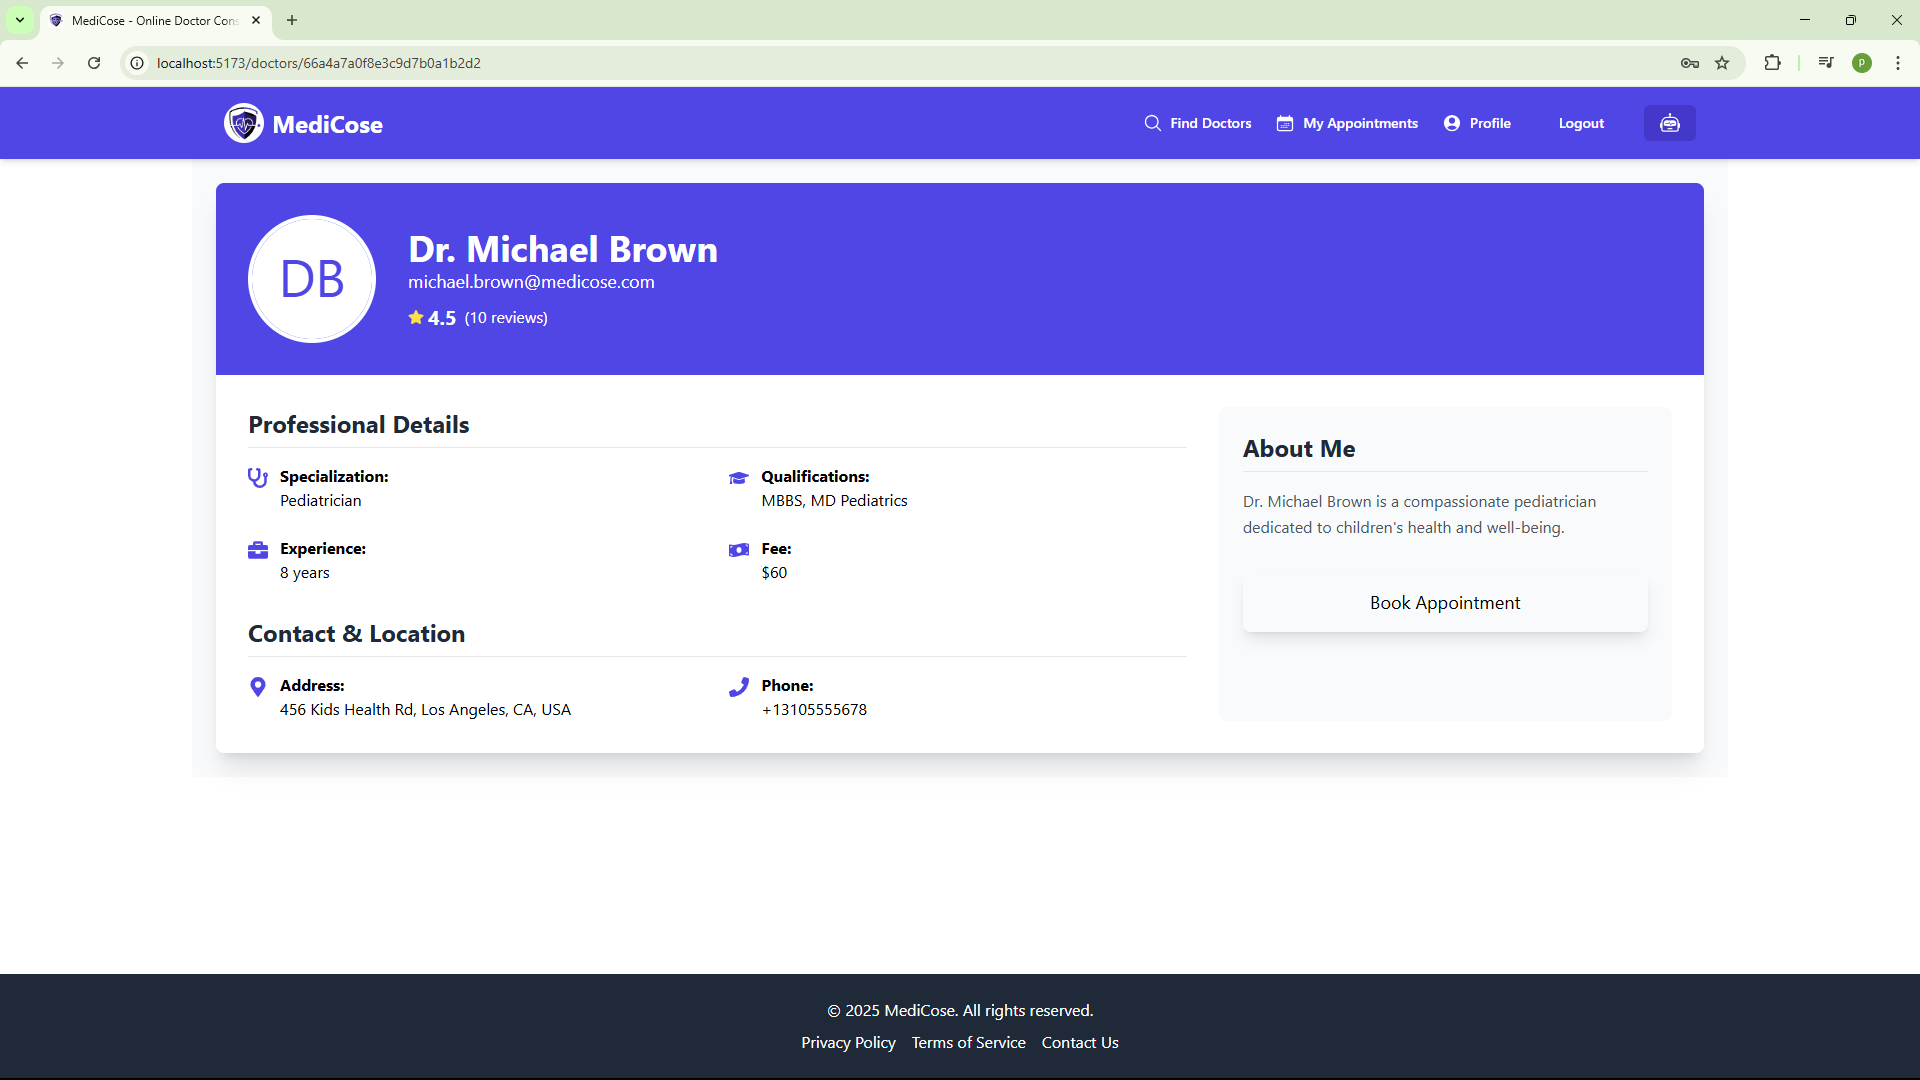 MediCose - Online Doctor Cons
localhost:5173/doctors/66a4a7a0f8e3c9d7b0a1b2d2
P
MediCose
Find Doctors
My Appointments
Profile
Logout
DB
Dr. Michael Brown
michael.brown@medicose.com
4.5 (10 reviews)
Professional Details
Specialization:
Pediatrician
Qualifications:
MBBS, MD Pediatrics
Experience:
8 years
Fee:
$60
Contact & Location
Address:
456 Kids Health Rd, Los Angeles, CA, USA
Phone:
+13105555678
About Me
Dr. Michael Brown is a compassionate pediatrician
dedicated to children's health and well-being.
Book Appointment
© 2025 MediCose. All rights reserved.
Privacy Policy Terms of Service Contact Us